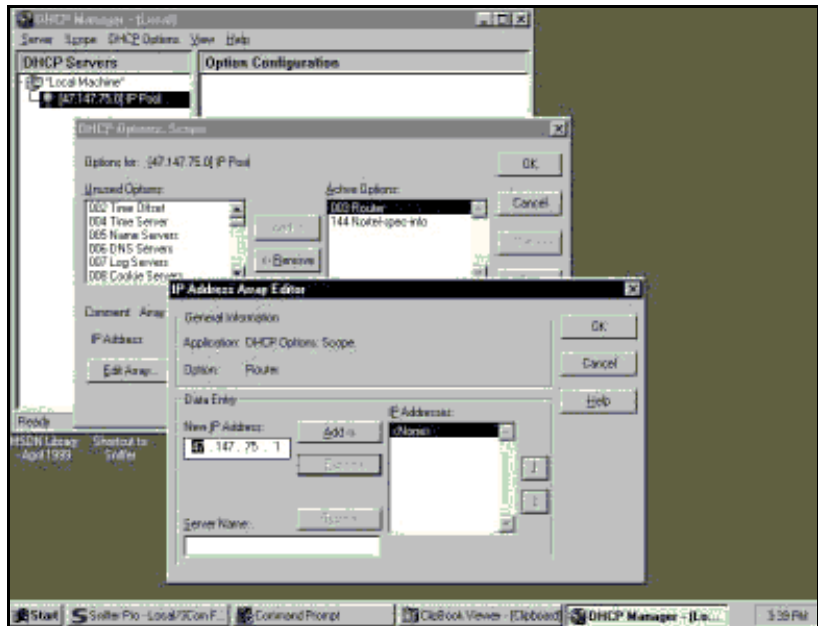 DHCP Manager - (Local)
Server Scope DHCP Options View Help
DHCP Servers
Option Configuration
"Local Machine"
[47.147.75.0] IP Pool
DHCP Options: Scope
Options for: [47.147.75.0] IP Pool
OK
Unused Options:
Active Options:
Cancel
002 Time Offset
004 Time Server
005 Name Servers
006 DNS Servers
007 Log Servers
008 Cookie Servers
Add ->
<- Remove
003 Router
144 Nortel-spec-info
Comment: Array
IP Address
Edit Array...
IP Address Array Editor
General Information
Application: DHCP Options: Scope.
Option: Router
OK
Cancel
Help
Data Entry
New IP Address:
47 . 147 . 75 . 1
Add ->
IP Addresses:
<None>
Server Name:
Ready
MSDN Library - April 1999
Shortcut to Sniffer
Start
Sniffer Pro - Local/3Com F...
Command Prompt
ClipBook Viewer - [Clipboard]
DHCP Manager - (Lo...
3:39 PM